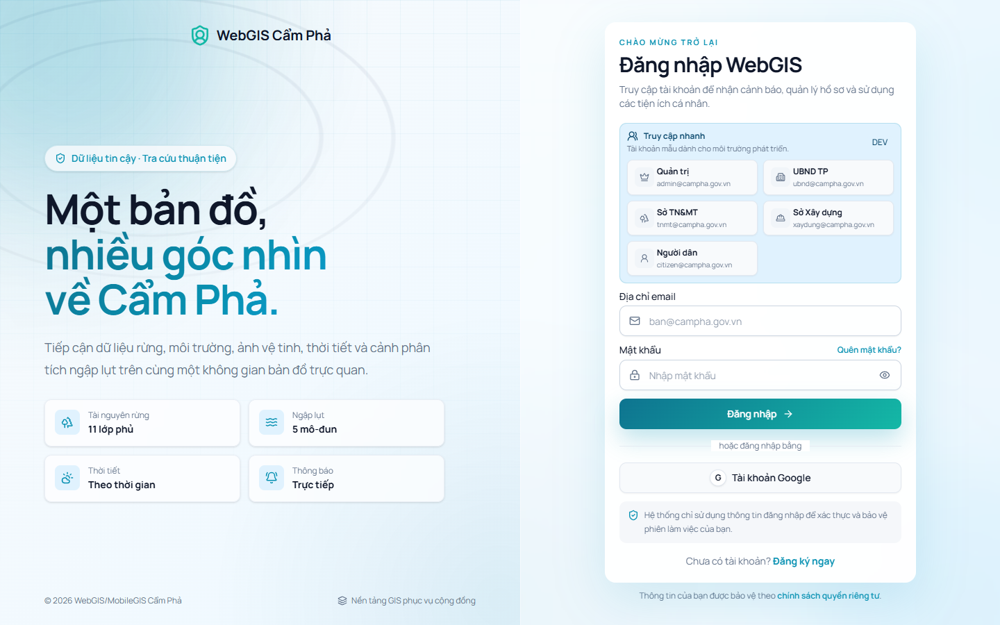 WebGIS Cẩm Phả
Dữ liệu tin cậy · Tra cứu thuận tiện
Một bản đồ,
nhiều góc nhìn
về Cẩm Phả.
Tiếp cận dữ liệu rừng, môi trường, ảnh vệ tinh, thời tiết và cảnh phân
tích ngập lụt trên cùng một không gian bản đồ trực quan.
Tài nguyên rừng
11 lớp phủ
Ngập lụt
5 mô-đun
Thời tiết
Theo thời gian
Thông báo
Trực tiếp
© 2026 WebGIS/MobileGIS Cẩm Phả
Nền tảng GIS phục vụ cộng đồng
CHÀO MỪNG TRỞ LẠI
Đăng nhập WebGIS
Truy cập tài khoản để nhận cảnh báo, quản lý hồ sơ và sử dụng
các tiện ích cá nhân.
Truy cập nhanh
Tài khoản mẫu dành cho môi trường phát triển.
DEV
Quản trị
admin@campha.gov.vn
UBND TP
ubnd@campha.gov.vn
Sở TN&MT
tnmt@campha.gov.vn
Sở Xây dựng
xaydung@campha.gov.vn
Người dân
citizen@campha.gov.vn
Địa chỉ email
ban@campha.gov.vn
Mật khẩu
Quên mật khẩu?
Nhập mật khẩu
Đăng nhập
hoặc đăng nhập bằng
G Tài khoản Google
Hệ thống chỉ sử dụng thông tin đăng nhập để xác thực và bảo vệ
phiên làm việc của bạn.
Chưa có tài khoản? Đăng ký ngay
Thông tin của bạn được bảo vệ theo chính sách quyền riêng tư.